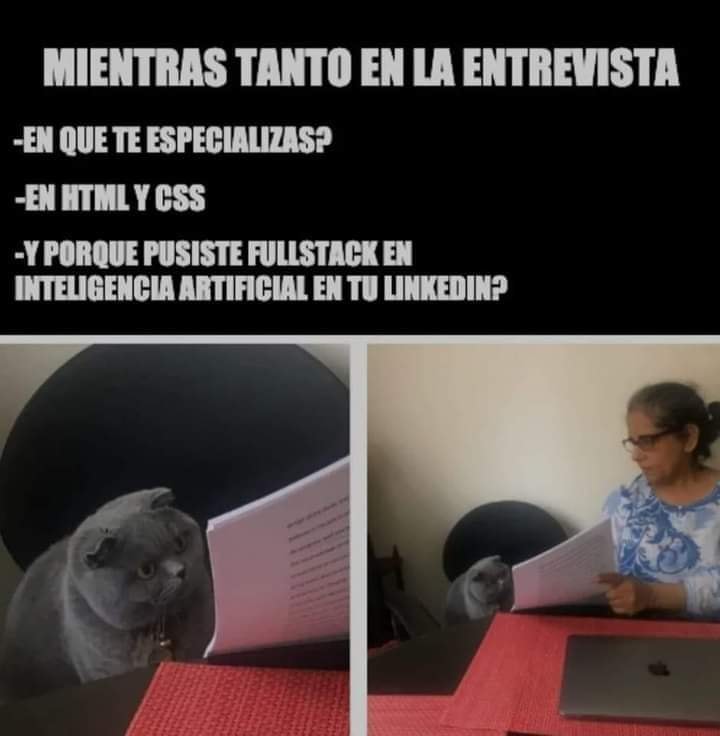 MIENTRAS TANTO EN LA ENTREVISTA
-EN QUE TE ESPECIALIZAS?
-EN HTML Y CSS
-Y PORQUE PUSISTE FULLSTACK EN
INTELIGENCIA ARTIFICIAL EN TU LINKEDIN?